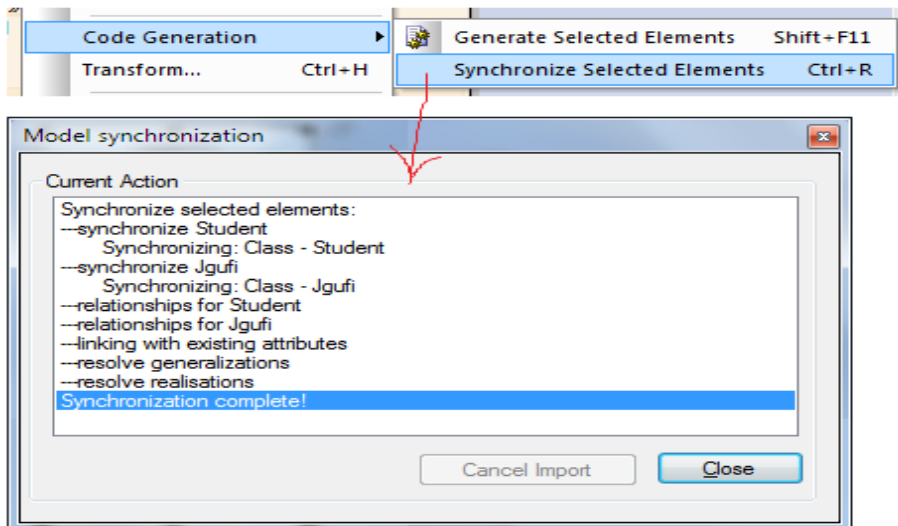 Code Generation
Generate Selected Elements Shift+F11
Transform... Ctrl+H
Synchronize Selected Elements Ctrl+R
Model synchronization
Current Action
Synchronize selected elements:
---synchronize Student
Synchronizing: Class - Student
---synchronize Jgufi
Synchronizing: Class - Jgufi
---relationships for Student
---relationships for Jgufi
---linking with existing attributes
---resolve generalizations
---resolve realisations
Synchronization complete!
Cancel Import
Close